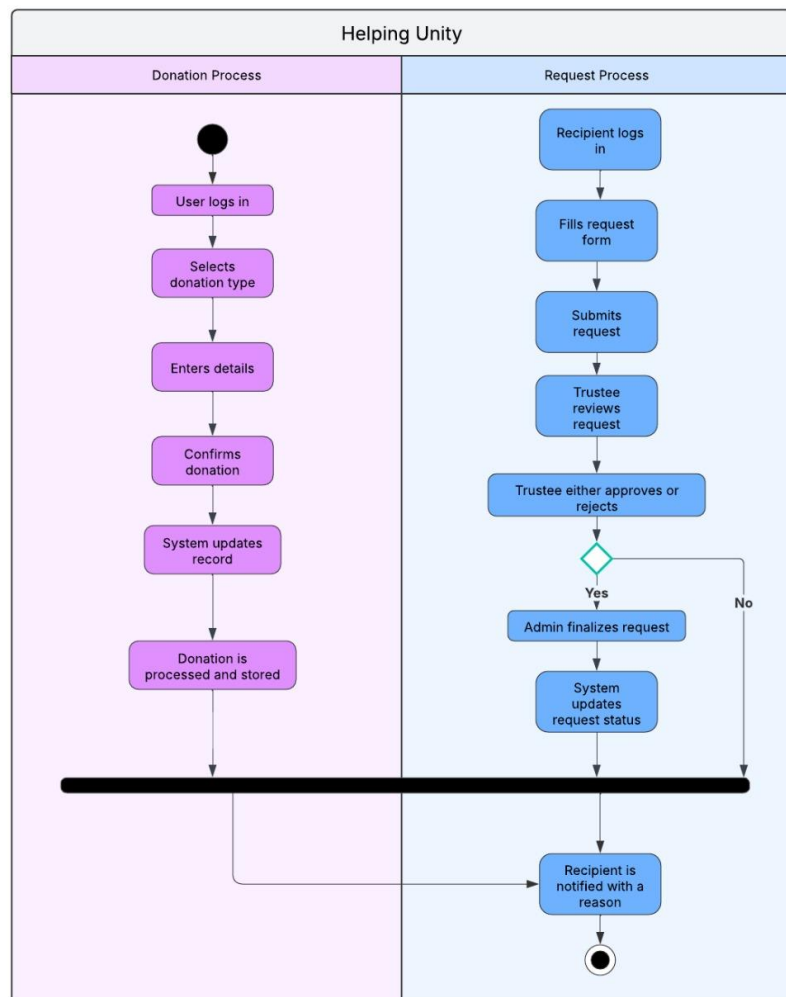 Helping Unity
Donation Process
Request Process
User logs in
Selects
donation type
Enters details
Confirms
donation
System updates
record
Donation is
processed and stored
Recipient logs
in
Fills request
form
Submits
request
Trustee
reviews
request
Trustee either approves or
rejects
Yes
No
Admin finalizes request
System
updates
request status
Recipient is
notified with a
reason